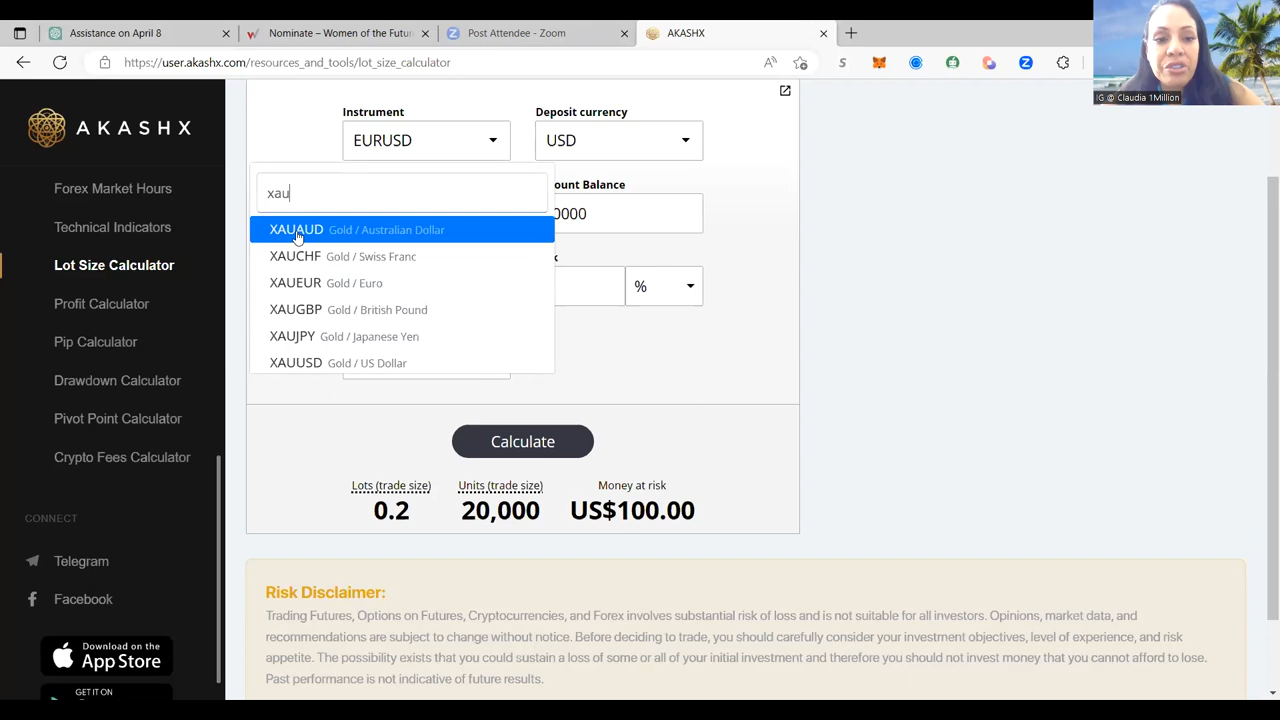 Assistance on April 8
Nominate – Women of the Futur
Post Attendee - Zoom
AKASHX
https://user.akashx.com/resources_and_tools/lot_size_calculator
IG @ Claudia 1Million
AKASHX
Forex Market Hours
Technical Indicators
Lot Size Calculator
Profit Calculator
Pip Calculator
Drawdown Calculator
Pivot Point Calculator
Crypto Fees Calculator
CONNECT
Telegram
Facebook
Download on the
App Store
GET IT ON
Instrument
Deposit currency
EURUSD
USD
ount Balance
xau
0000
XAUAUD Gold / Australian Dollar
XAUCHF Gold / Swiss Franc
XAUEUR Gold / Euro
%
XAUGBP Gold / British Pound
XAUJPY Gold / Japanese Yen
XAUUSD Gold / US Dollar
Calculate
Lots (trade size)
Units (trade size)
Money at risk
0.2
20,000
US$100.00
Risk Disclaimer:
Trading Futures, Options on Futures, Cryptocurrencies, and Forex involves substantial risk of loss and is not suitable for all investors. Opinions, market data, and
recommendations are subject to change without notice. Before deciding to trade, you should carefully consider your investment objectives, level of experience, and risk
appetite. The possibility exists that you could sustain a loss of some or all of your initial investment and therefore you should not invest money that you cannot afford to lose.
Past performance is not indicative of future results.